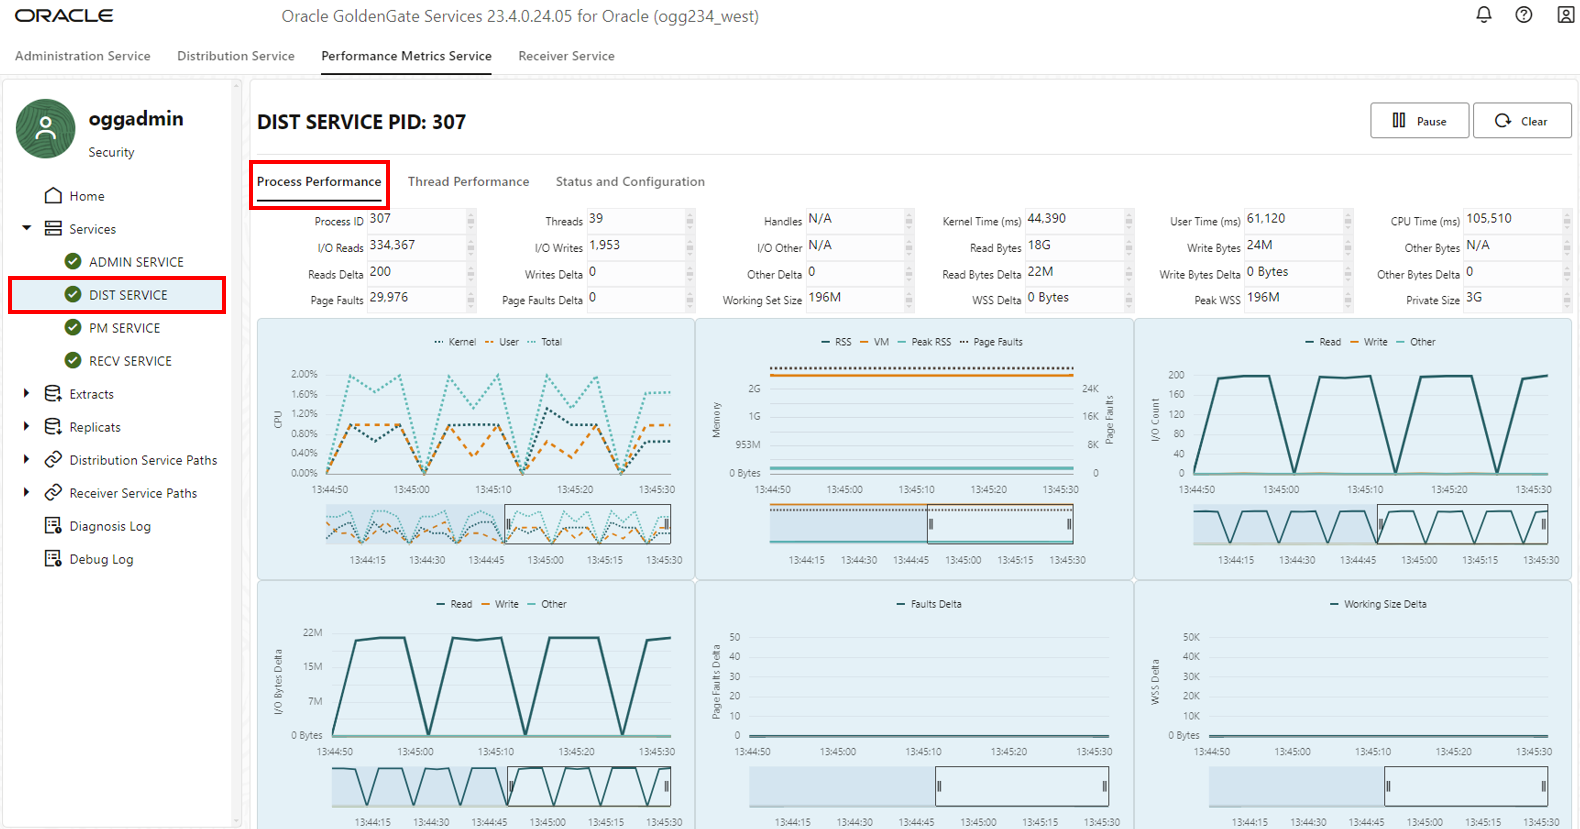 ORACLE
Oracle GoldenGate Services 23.4.0.24.05 for Oracle (ogg234_west)
Administration Service Distribution Service Performance Metrics Service Receiver Service
oggadmin
Security
Home
Services
ADMIN SERVICE
DIST SERVICE
PM SERVICE
RECV SERVICE
Extracts
Replicats
Distribution Service Paths
Receiver Service Paths
Diagnosis Log
Debug Log
DIST SERVICE PID: 307
Pause Clear
Process Performance Thread Performance Status and Configuration
Process ID 307 Threads 39 Handles N/A Kernel Time (ms) 44,390 User Time (ms) 61,120 CPU Time (ms) 105,510
I/O Reads 334,367 I/O Writes 1,953 I/O Other N/A Read Bytes 18G Write Bytes 24M Other Bytes N/A
Reads Delta 200 Writes Delta 0 Other Delta 0 Read Bytes Delta 22M Write Bytes Delta 0 Bytes Other Bytes Delta 0
Page Faults 29,976 Page Faults Delta 0 Working Set Size 196M WSS Delta 0 Bytes Peak WSS 196M Private Size 3G
Kernel User Total
CPU
2.00%
1.60%
1.20%
0.80%
0.40%
0.00%
13:44:50 13:45:00 13:45:10 13:45:20 13:45:30
13:44:15 13:44:30 13:44:45 13:45:00 13:45:15 13:45:30
RSS VM Peak RSS Page Faults
Memory
2G
1G
953M
0 Bytes
Page Faults
24K
16K
8K
0
13:44:50 13:45:00 13:45:10 13:45:20 13:45:30
13:44:15 13:44:30 13:44:45 13:45:00 13:45:15 13:45:30
Read Write Other
I/O Count
200
160
120
80
40
0
13:44:50 13:45:00 13:45:10 13:45:20 13:45:30
13:44:15 13:44:30 13:44:45 13:45:00 13:45:15 13:45:30
Read Write Other
I/O Bytes Delta
22M
15M
7M
0 Bytes
13:44:50 13:45:00 13:45:10 13:45:20 13:45:30
13:44:15 13:44:30 13:44:45 13:45:00 13:45:15 13:45:30
Faults Delta
Page Faults Delta
50
40
30
20
10
0
13:44:50 13:45:00 13:45:10 13:45:20 13:45:30
13:44:15 13:44:30 13:44:45 13:45:00 13:45:15 13:45:30
Working Size Delta
WSS Delta
50K
40K
30K
20K
10K
0 Bytes
13:44:50 13:45:00 13:45:10 13:45:20 13:45:30
13:44:15 13:44:30 13:44:45 13:45:00 13:45:15 13:45:30